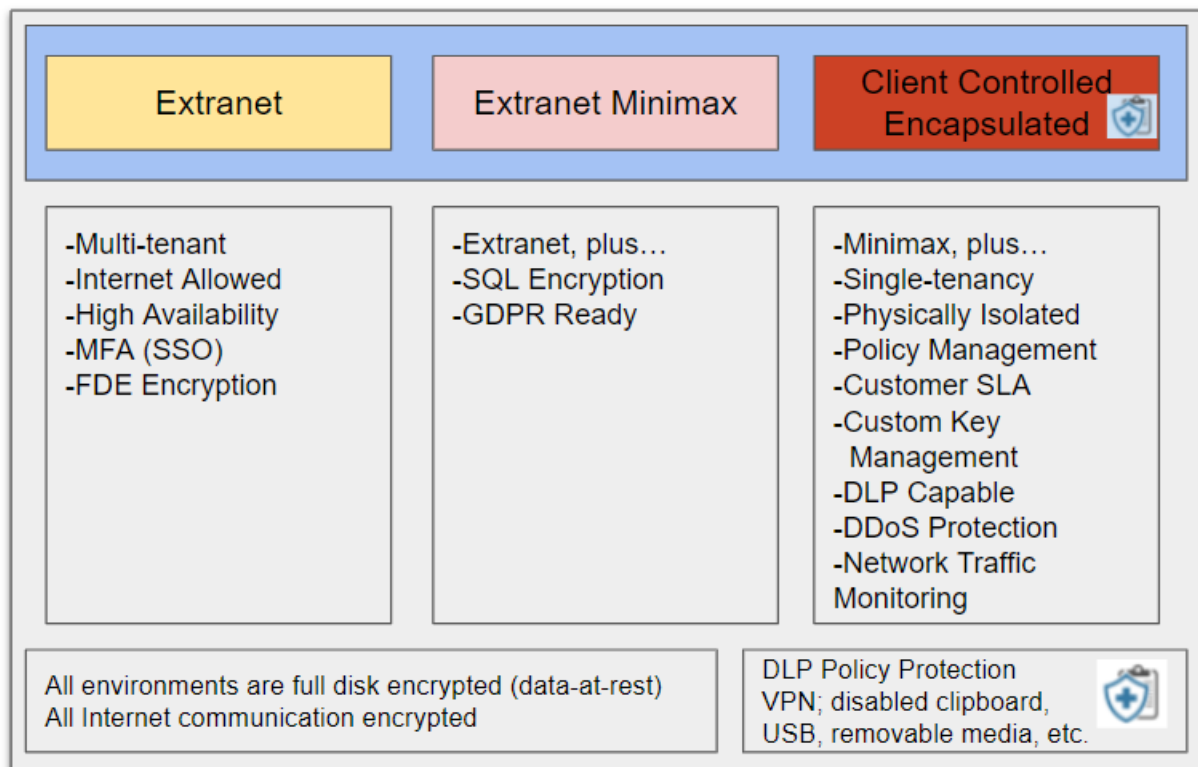 Extranet
Extranet Minimax
Client Controlled
Encapsulated
-Multi-tenant
-Internet Allowed
-High Availability
-MFA (SSO)
-FDE Encryption
-Extranet, plus…
-SQL Encryption
-GDPR Ready
-Minimax, plus…
-Single-tenancy
-Physically Isolated
-Policy Management
-Customer SLA
-Custom Key
Management
-DLP Capable
-DDoS Protection
-Network Traffic
Monitoring
All environments are full disk encrypted (data-at-rest)
All Internet communication encrypted
DLP Policy Protection
VPN; disabled clipboard,
USB, removable media, etc.